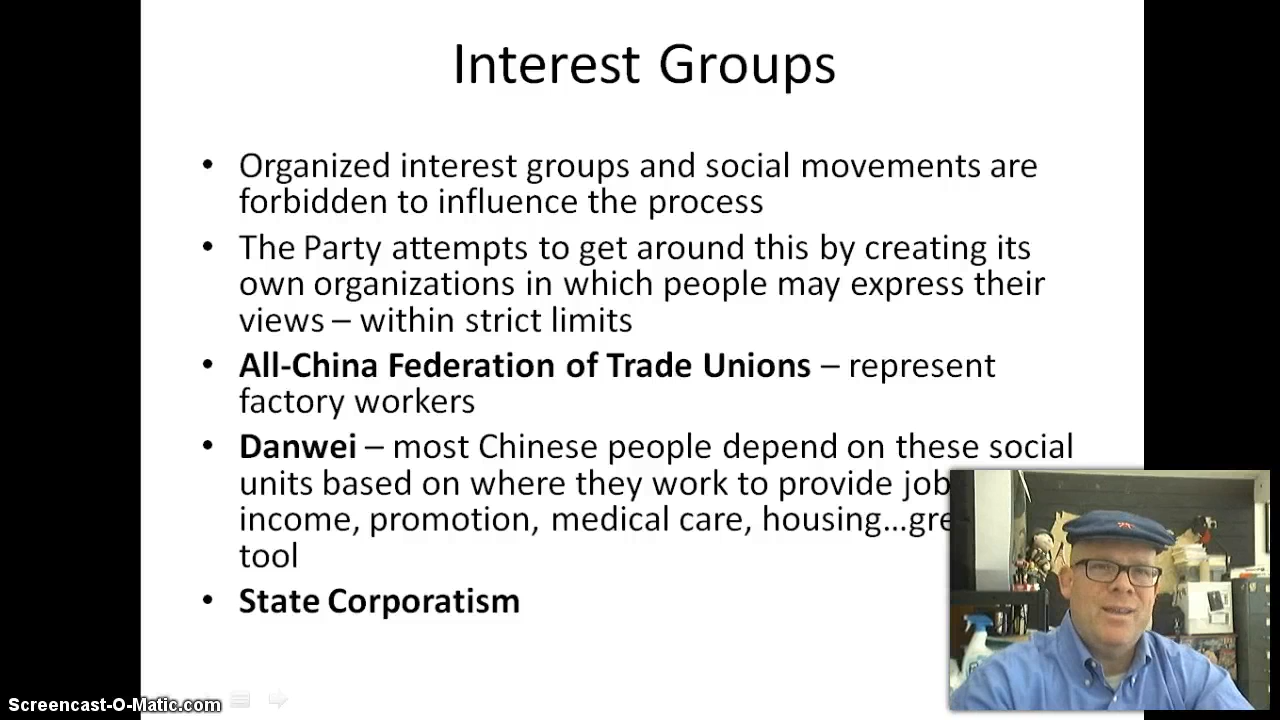 Interest Groups
• Organized interest groups and social movements are
forbidden to influence the process
• The Party attempts to get around this by creating its
own organizations in which people may express their
views – within strict limits
• All-China Federation of Trade Unions – represent
factory workers
• Danwei – most Chinese people depend on these social
units based on where they work to provide job
income, promotion, medical care, housing…gre
tool
• State Corporatism
Screencast-O-Matic.com